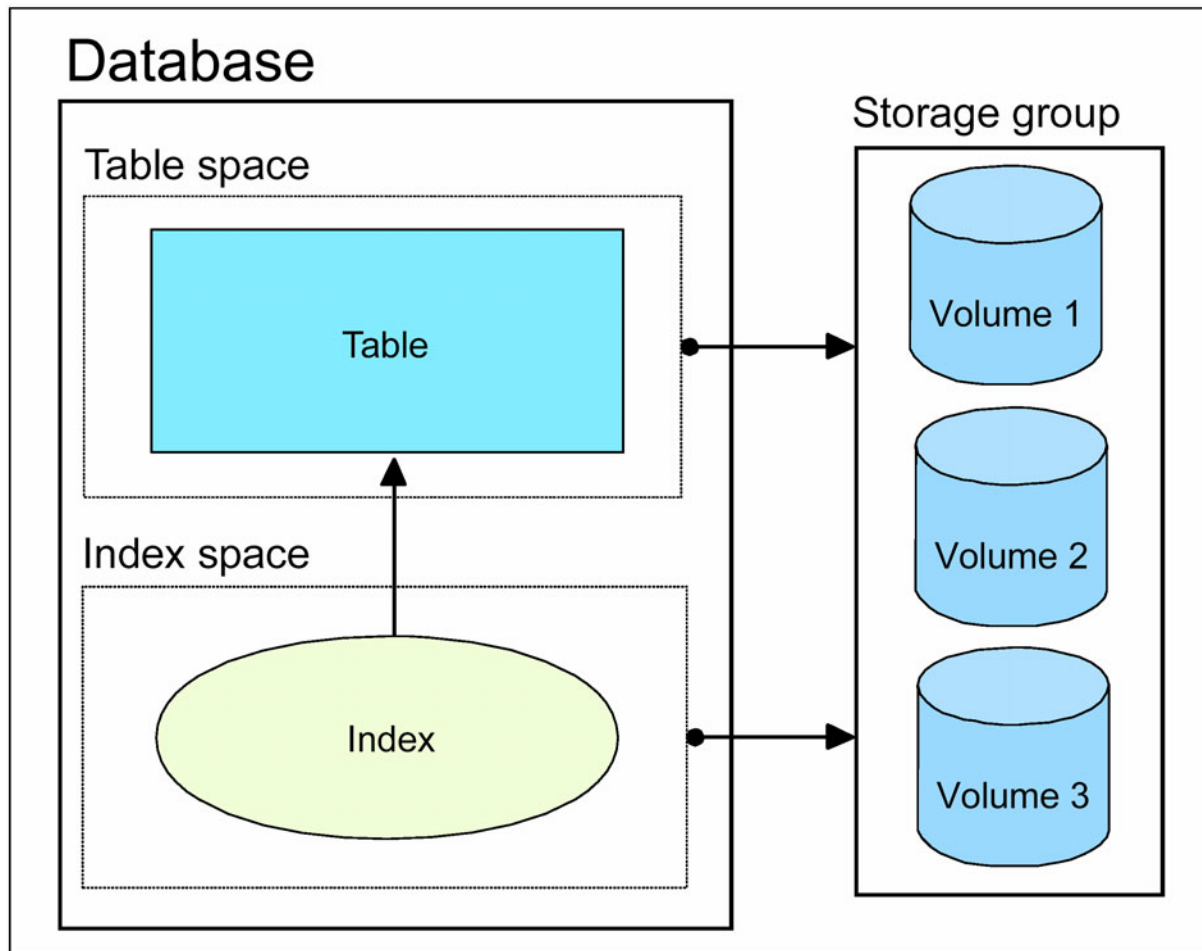 Database
Table space
Table
Index space
Index
Storage group
Volume 1
Volume 2
Volume 3